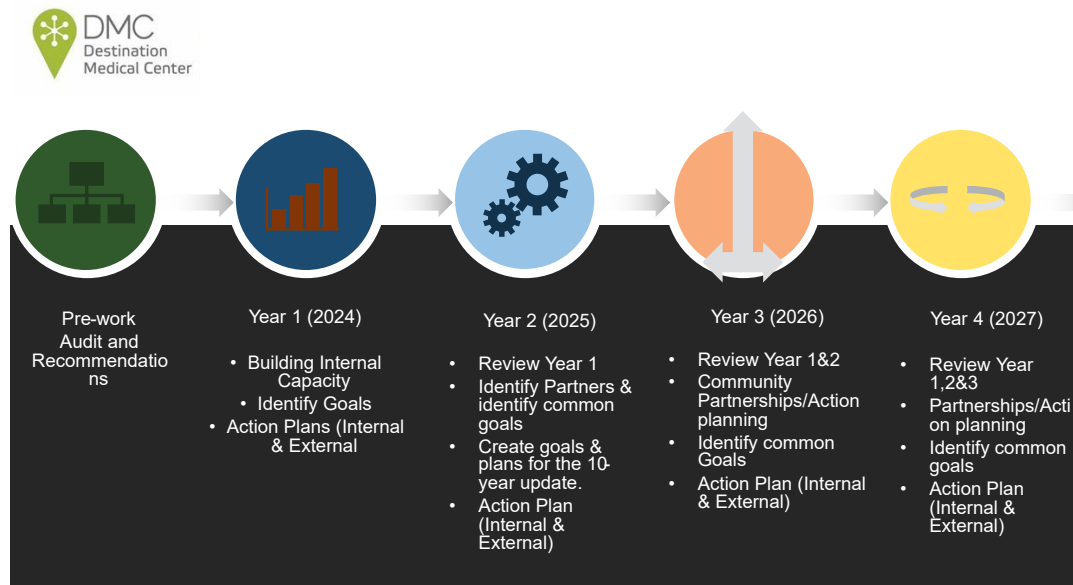 DMC
Destination
Medical Center
Pre-work
Audit and
Recommendatio
ns
Year 1 (2024)
• Building Internal
Capacity
• Identify Goals
• Action Plans (Internal
& External
Year 2 (2025)
• Review Year 1
• Identify Partners &
identify common
goals
• Create goals &
plans for the 10-
year update.
• Action Plan
(Internal &
External)
Year 3 (2026)
• Review Year 1&2
• Community
Partnerships/Action
planning
• Identify common
Goals
• Action Plan (Internal
& External)
Year 4 (2027)
• Review Year
1,2&3
• Partnerships/Acti
on planning
• Identify common
goals
• Action Plan
(Internal &
External)